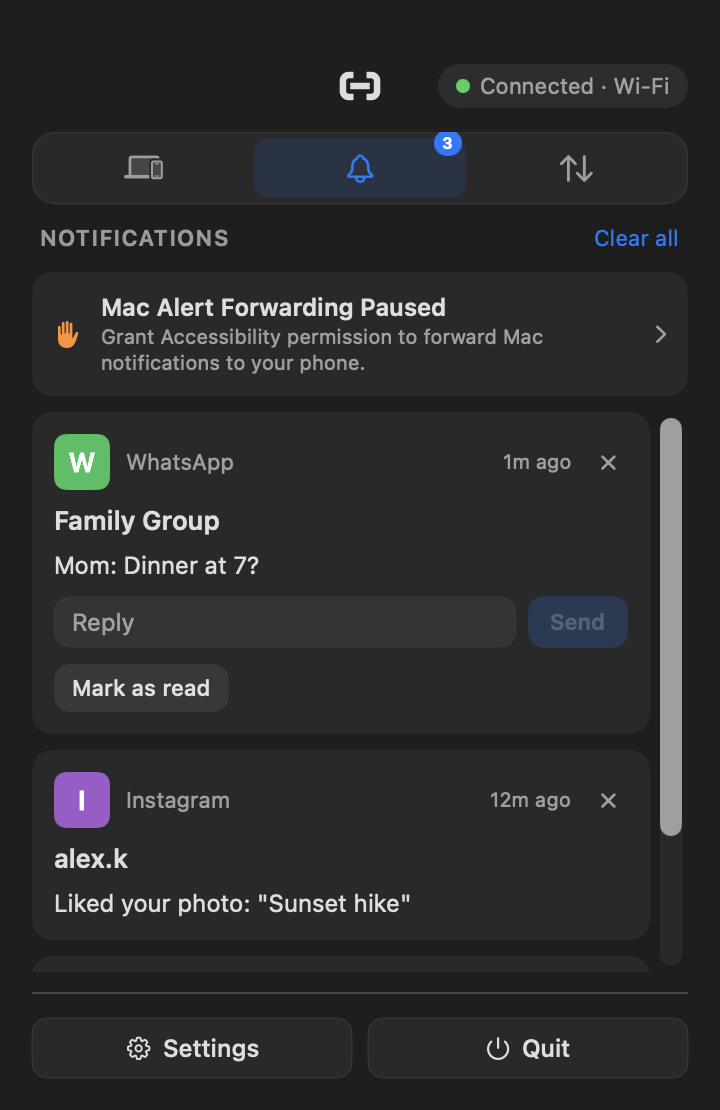 Connected · Wi-Fi
3
NOTIFICATIONS
Clear all
Mac Alert Forwarding Paused
Grant Accessibility permission to forward Mac
notifications to your phone.
W WhatsApp 1m ago
Family Group
Mom: Dinner at 7?
Reply Send
Mark as read
I Instagram 12m ago
alex.k
Liked your photo: "Sunset hike"
Settings Quit